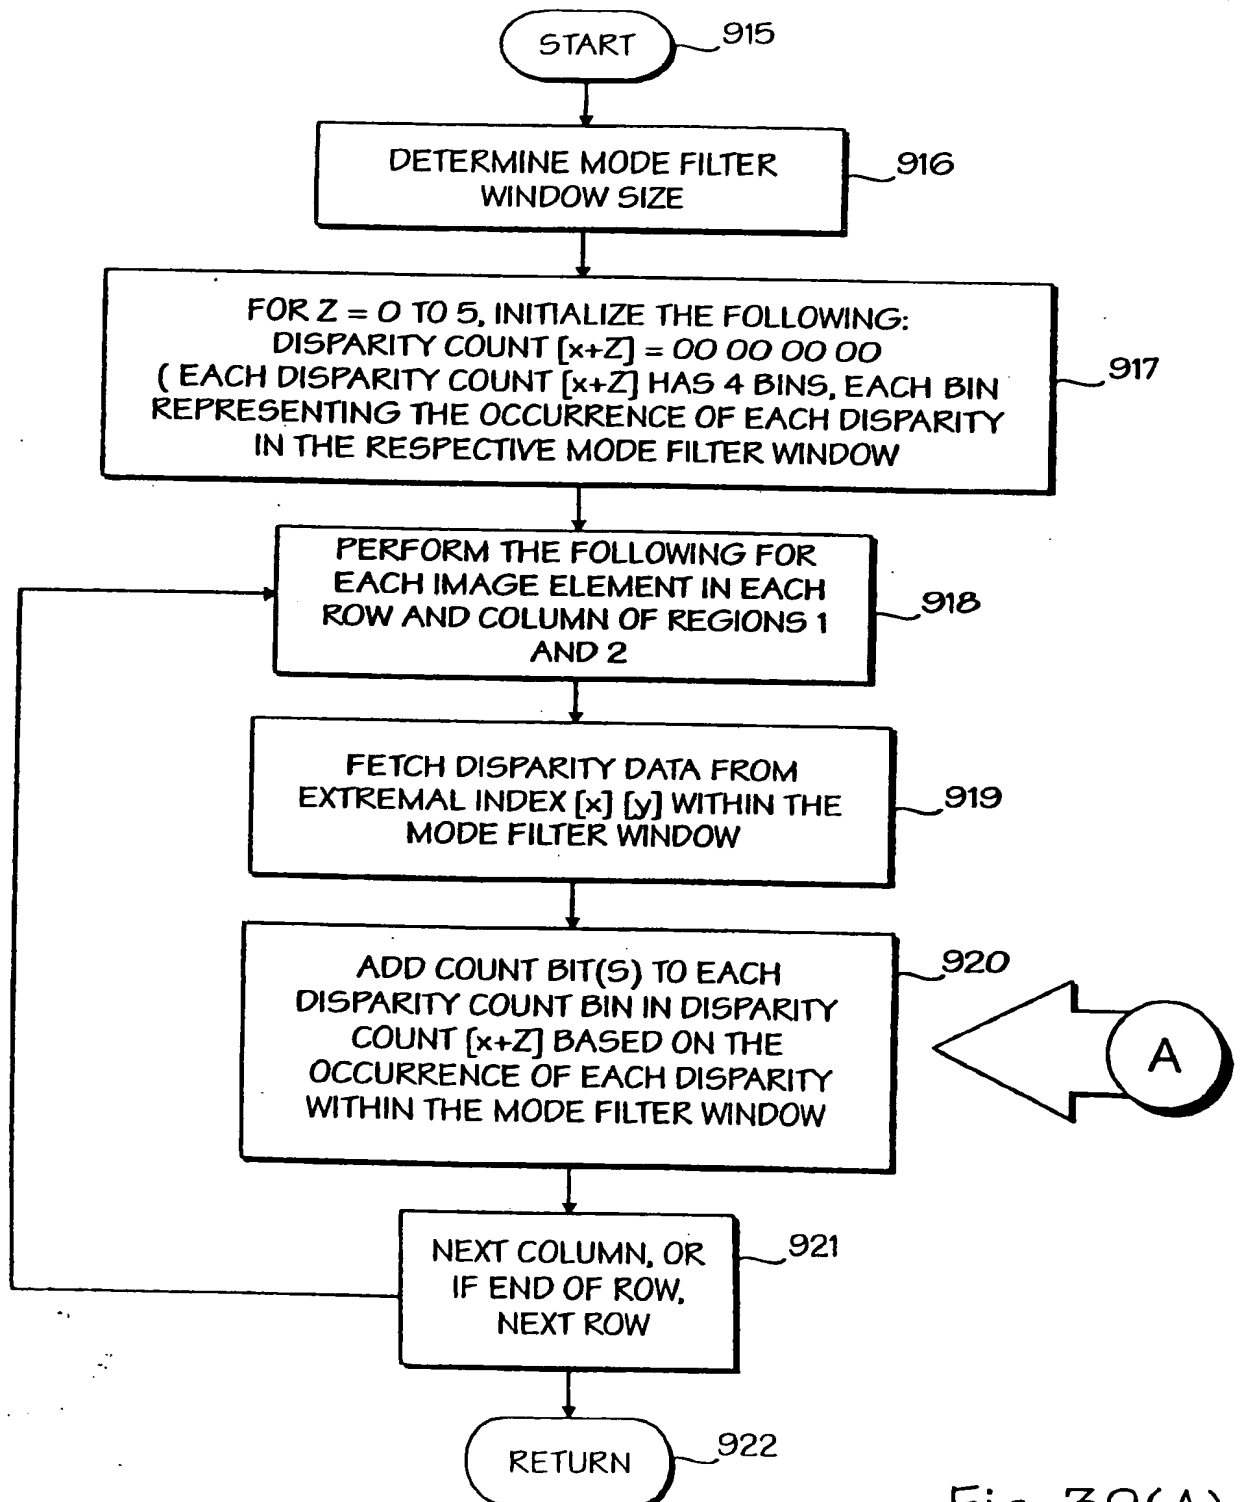 START
915
DETERMINE MODE FILTER
WINDOW SIZE
916
FOR Z = 0 TO 5, INITIALIZE THE FOLLOWING:
DISPARITY COUNT [x+Z] = 00 00 00 00
( EACH DISPARITY COUNT [x+Z] HAS 4 BINS, EACH BIN
REPRESENTING THE OCCURRENCE OF EACH DISPARITY
IN THE RESPECTIVE MODE FILTER WINDOW
917
PERFORM THE FOLLOWING FOR
EACH IMAGE ELEMENT IN EACH
ROW AND COLUMN OF REGIONS 1
AND 2
918
FETCH DISPARITY DATA FROM
EXTREMAL INDEX [x] [y] WITHIN THE
MODE FILTER WINDOW
919
ADD COUNT BIT(S) TO EACH
DISPARITY COUNT BIN IN DISPARITY
COUNT [x+Z] BASED ON THE
OCCURRENCE OF EACH DISPARITY
WITHIN THE MODE FILTER WINDOW
920
A
NEXT COLUMN, OR
IF END OF ROW,
NEXT ROW
921
RETURN
922